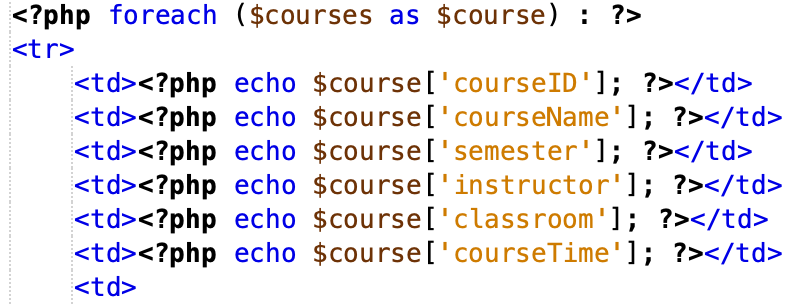 <?php foreach ($courses as $course) : ?>
<tr>
<td><?php echo $course['courseID']; ?></td>
<td><?php echo $course['courseName']; ?></td>
<td><?php echo $course['semester']; ?></td>
<td><?php echo $course['instructor']; ?></td>
<td><?php echo $course['classroom']; ?></td>
<td><?php echo $course['courseTime']; ?></td>
<td>